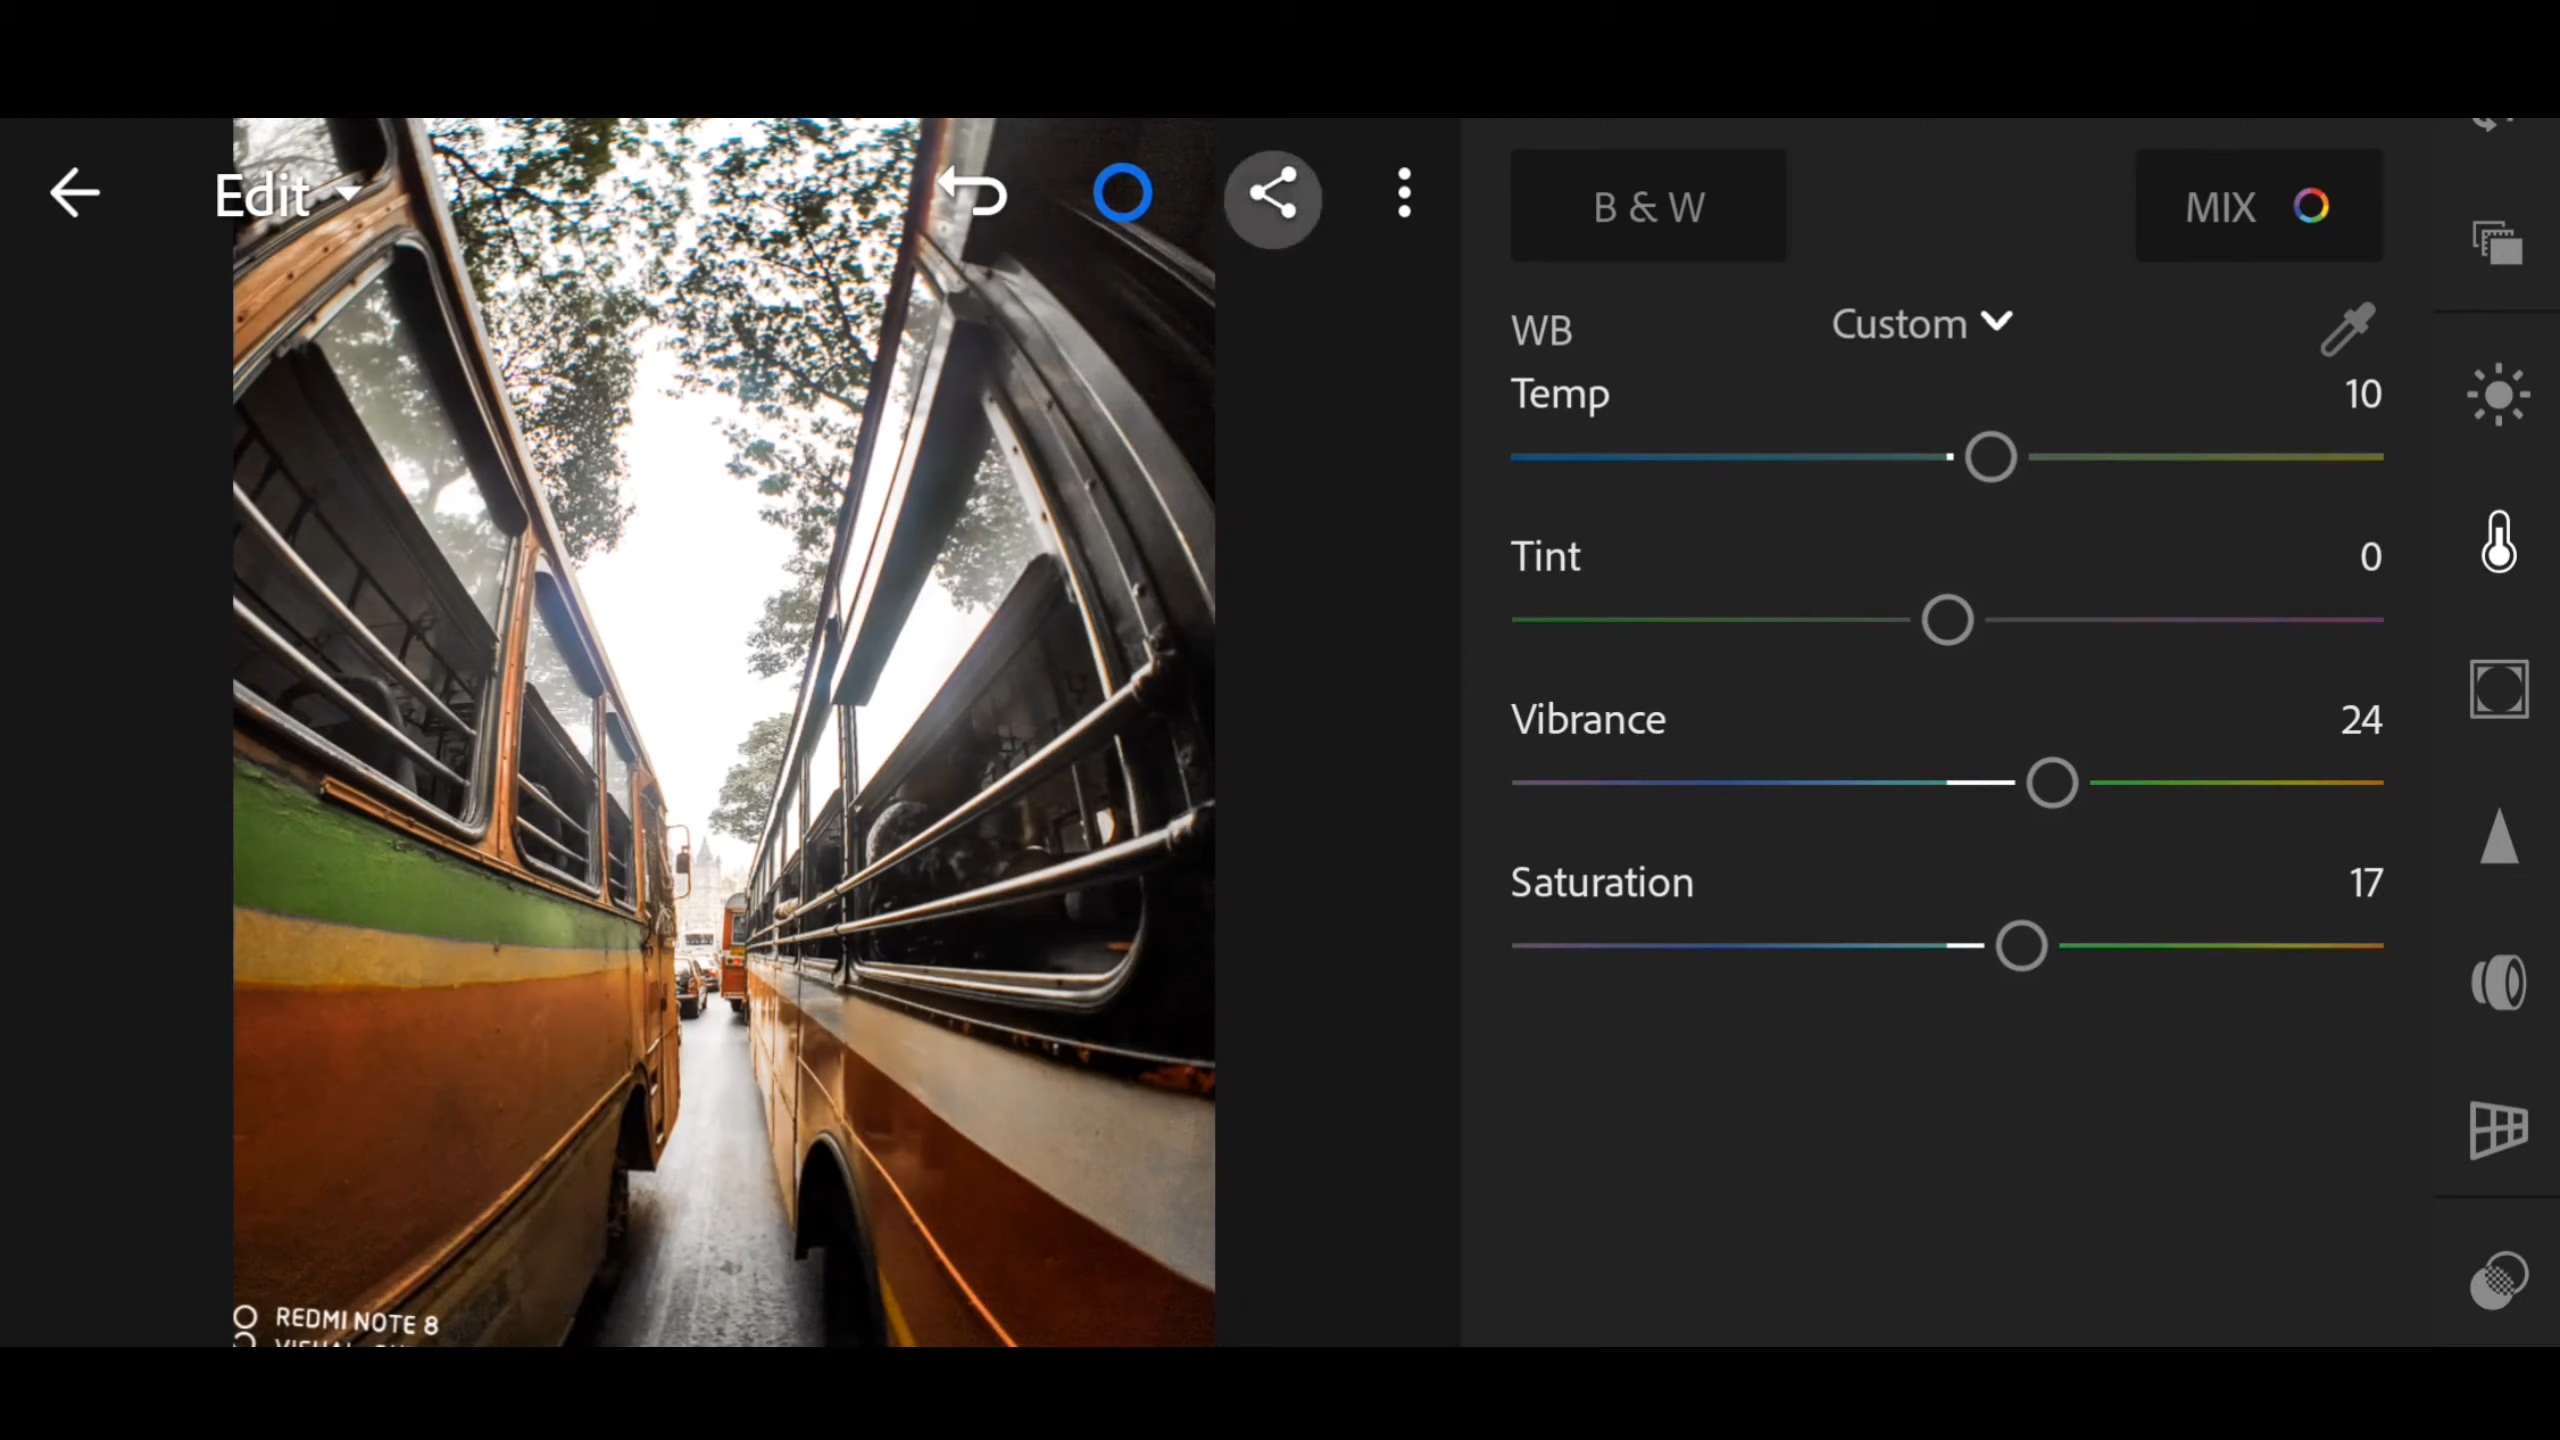 Edit
B & W
MIX
WB
Custom
Temp
10
Tint
0
Vibrance
24
Saturation
17
REDMI NOTE 8